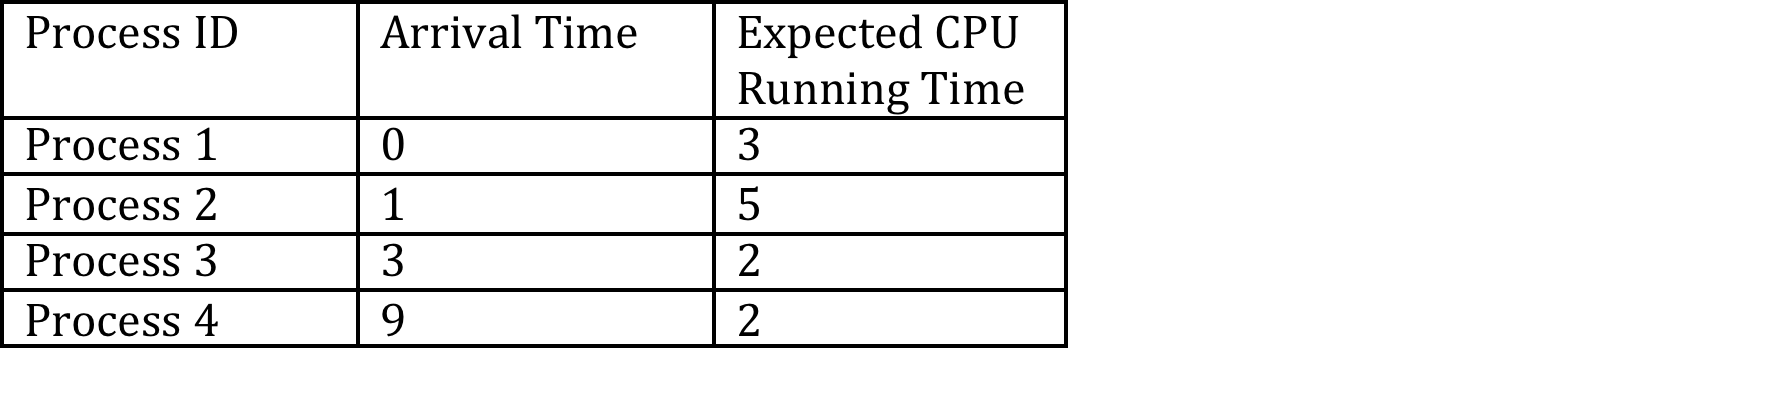 Process ID Arrival Time Expected CPU
Running Time
Process 1 0 3
Process 2 1 5
Process 3 3 2
Process 4 9 2